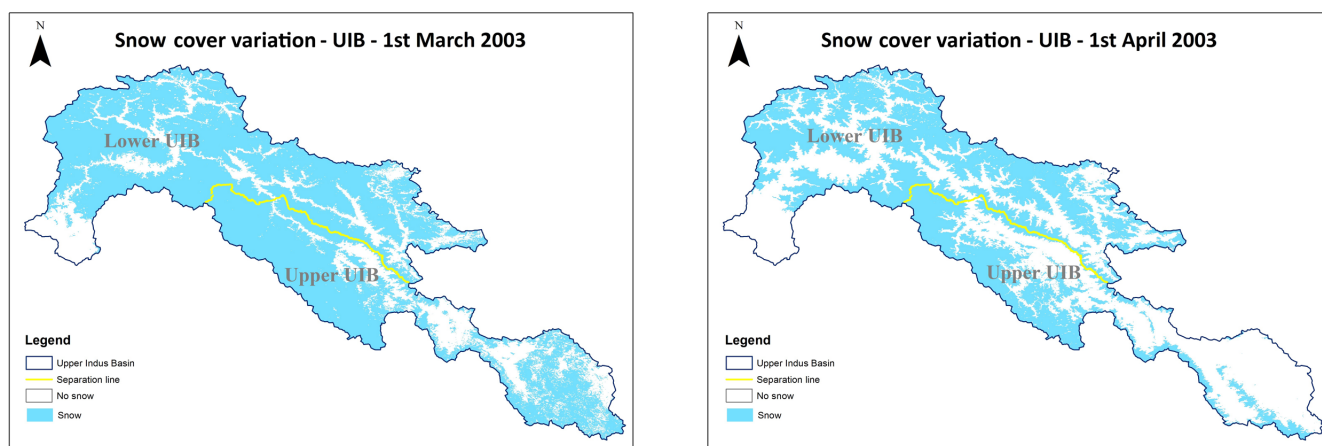 N
Snow cover variation - UIB - 1st March 2003
Lower UIB
Upper UIB
Legend
Upper Indus Basin
Separation line
No snow
Snow
N
Snow cover variation - UIB - 1st April 2003
Lower UIB
Upper UIB
Legend
Upper Indus Basin
Separation line
No snow
Snow